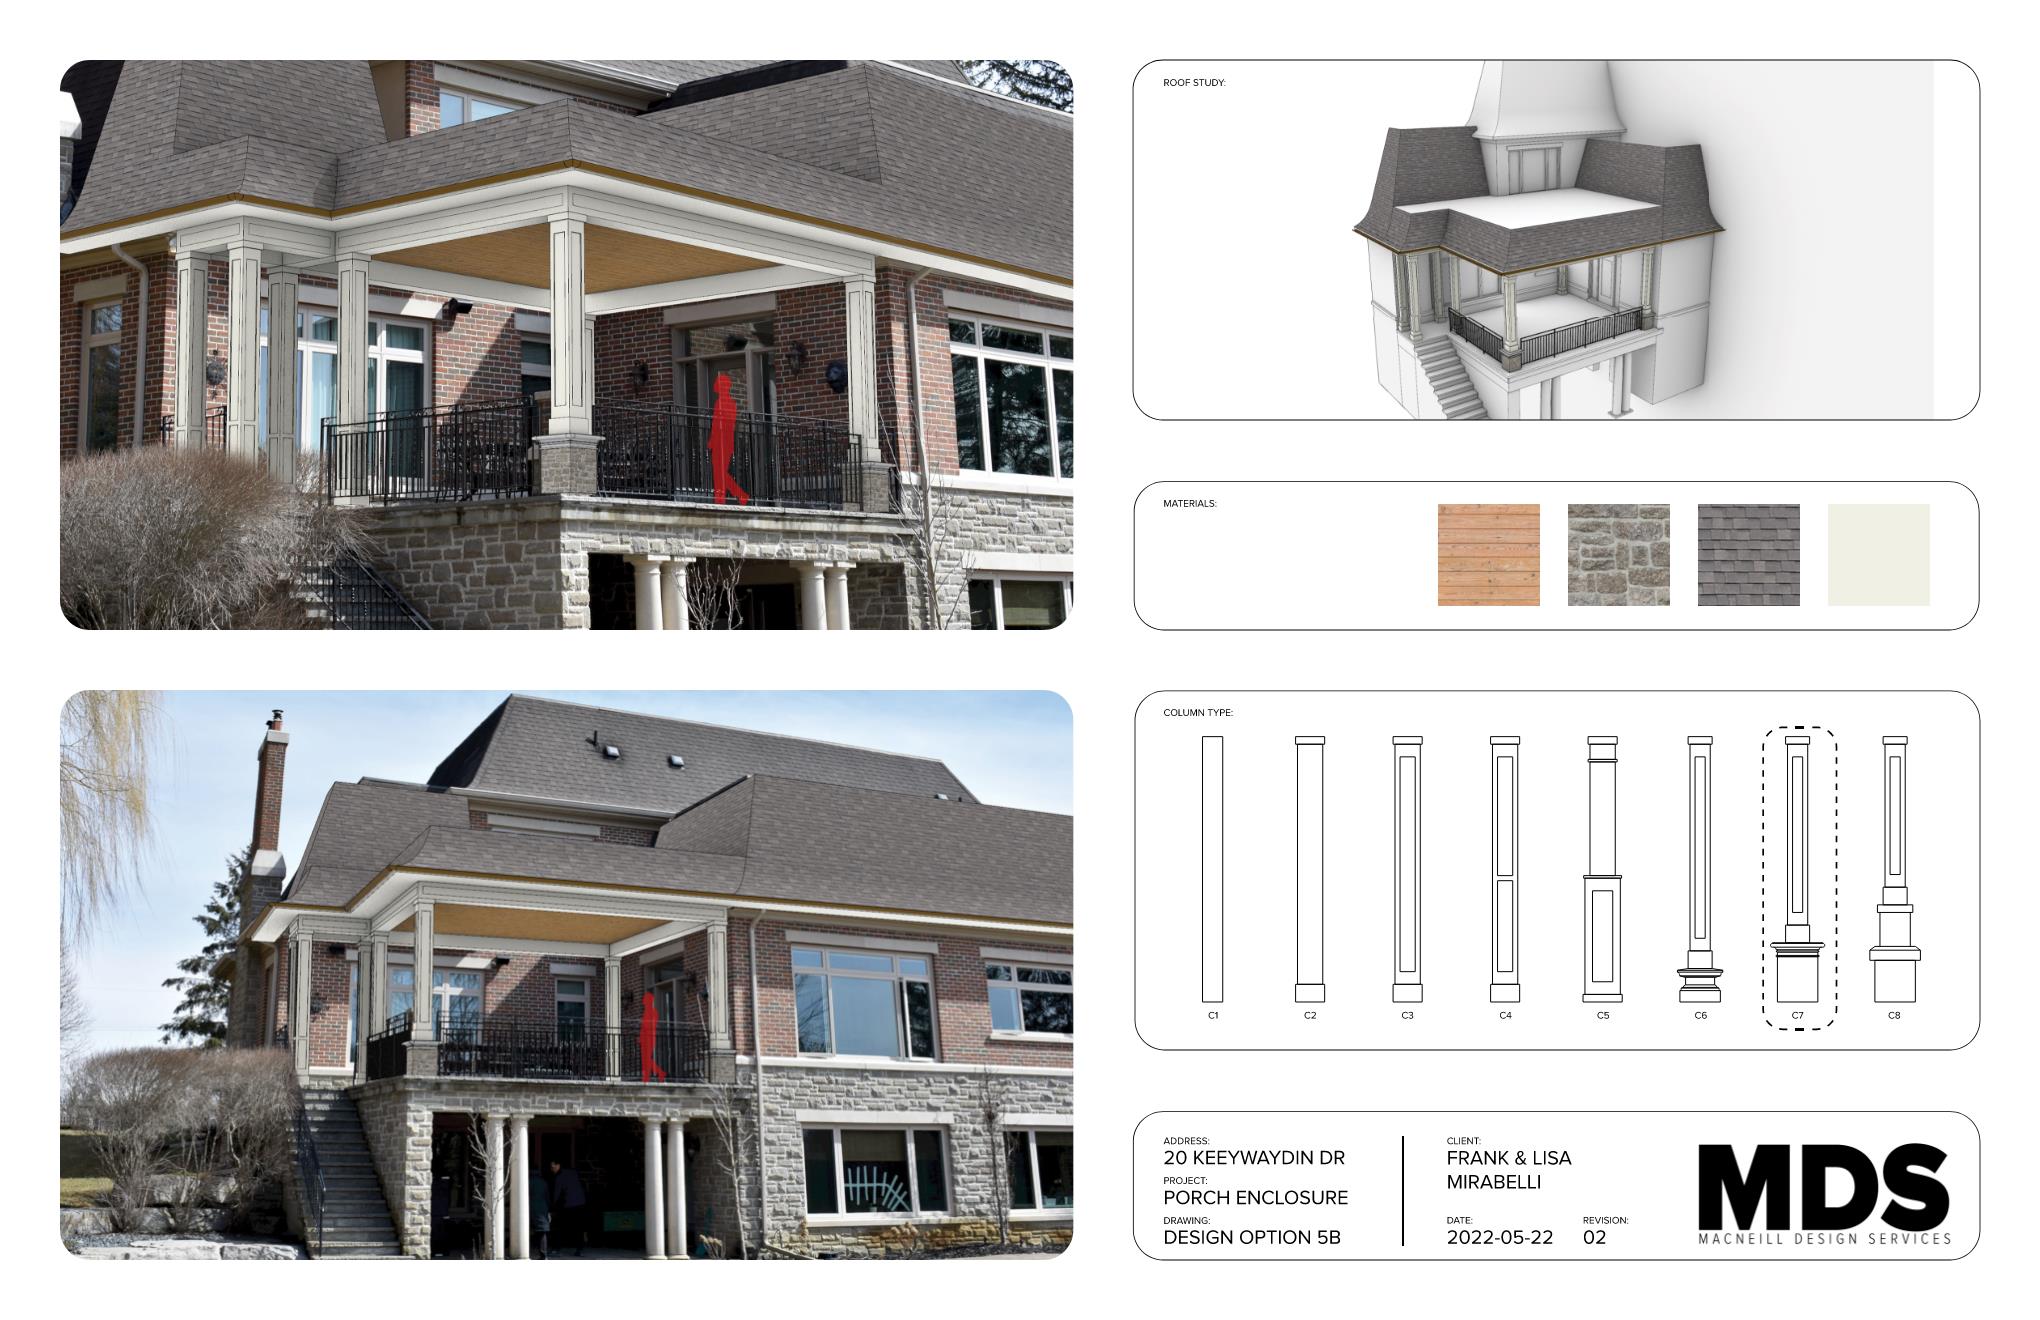 ROOF STUDY:
MATERIALS:
COLUMN TYPE:
C1 C2 C3 C4 C5 C6 C7 C8
ADDRESS:
20 KEEYWAYDIN DR
PROJECT:
PORCH ENCLOSURE
DRAWING:
DESIGN OPTION 5B
CLIENT:
FRANK & LISA
MIRABELLI
DATE:
2022-05-22
REVISION:
02
MDS
MACNEILL DESIGN SERVICES